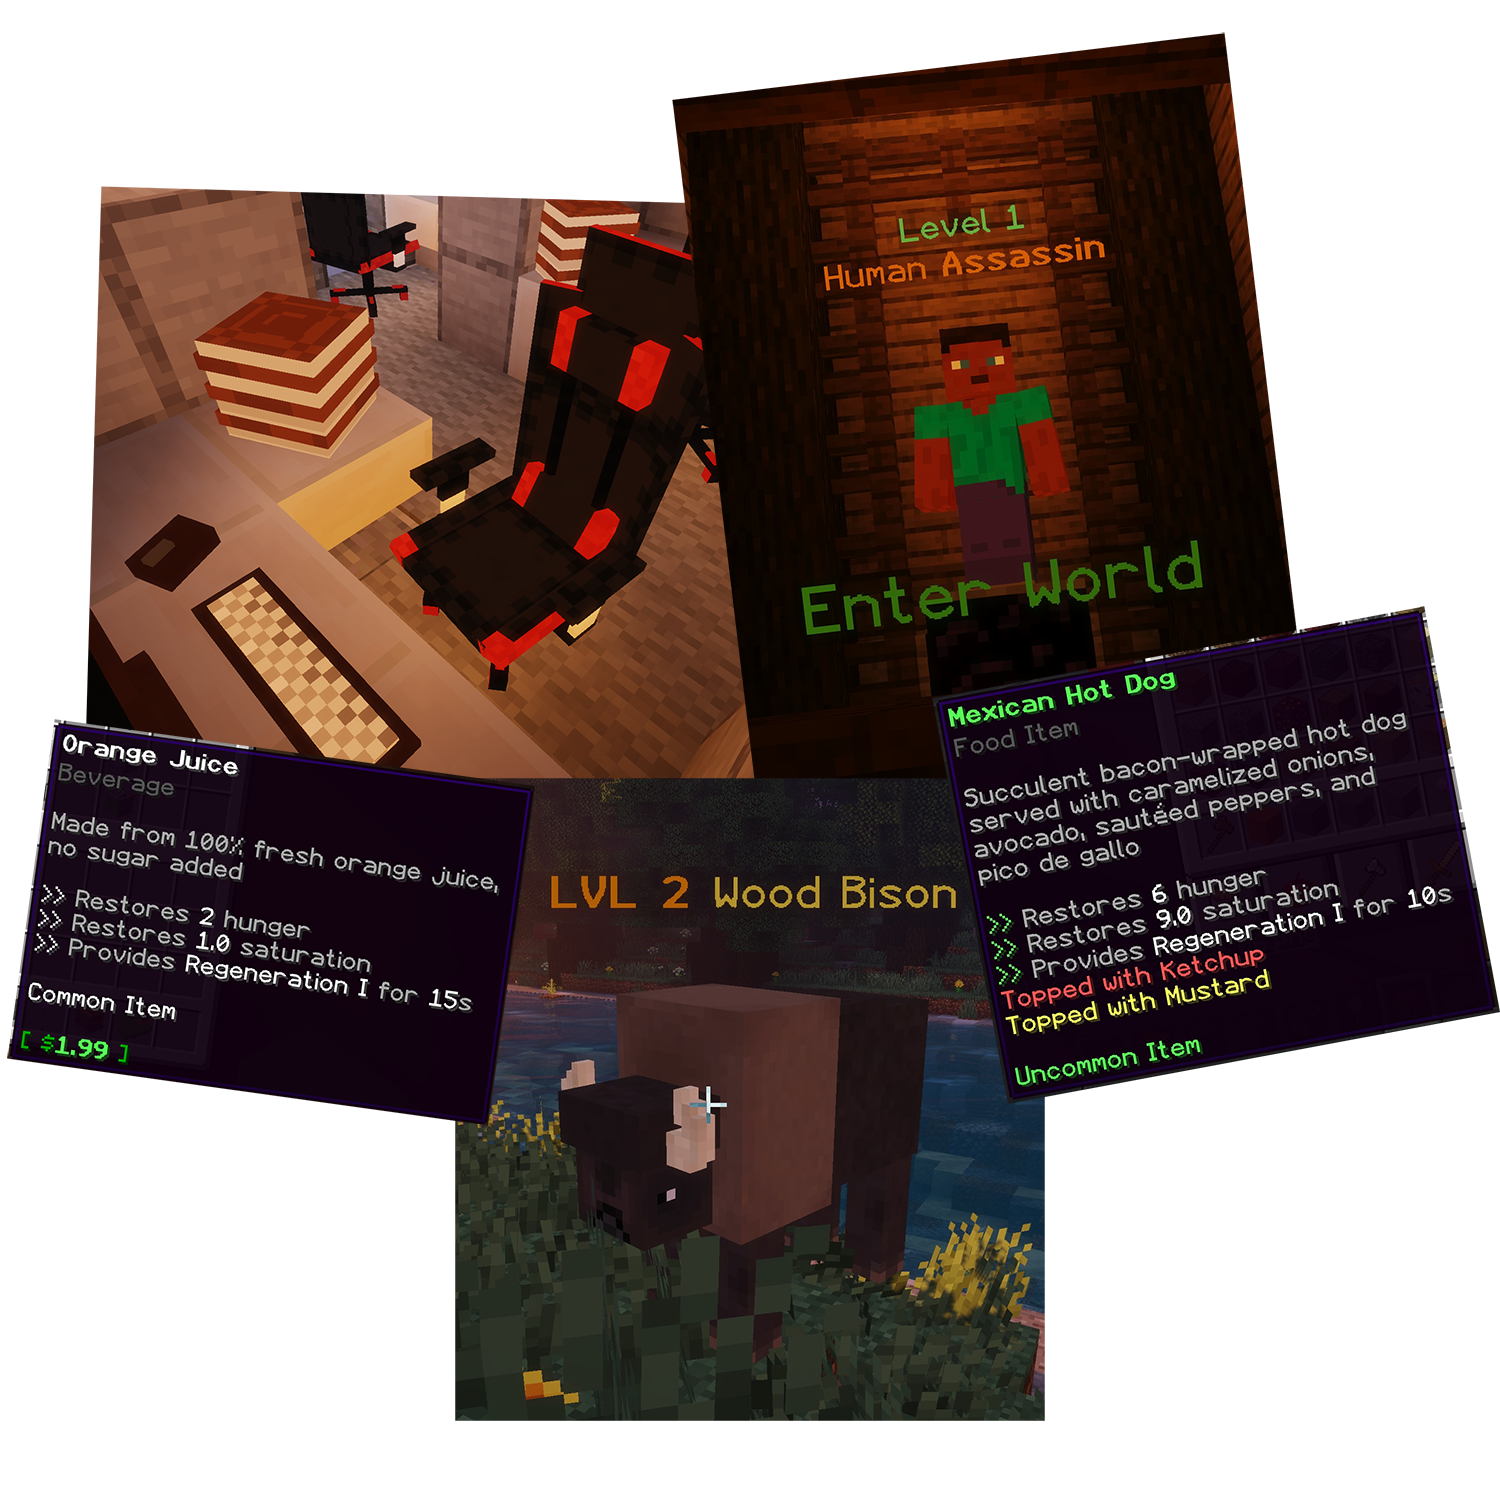 Level 1
Human Assassin
Enter World
Orange Juice
Beverage
Made from 100% fresh orange juice,
no sugar added
>> Restores 2 hunger
>> Restores 1.0 saturation
>> Provides Regeneration I for 15s
Common Item
[ $1.99 ]
Mexican Hot Dog
Food Item
Succulent bacon-wrapped hot dog
served with caramelized onions,
avocado, sautéed peppers, and
pico de gallo
>> Restores 6 hunger
>> Restores 9.0 saturation
>> Provides Regeneration I for 10s
Topped with Ketchup
Topped with Mustard
Uncommon Item
LVL 2 Wood Bison